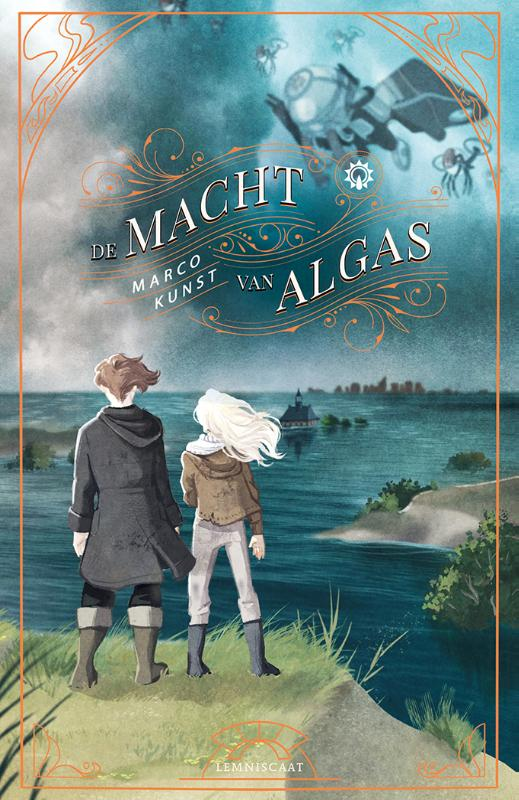 DE MACHT
MARCO
KUNST
VAN ALGAS
LEMNISCAAT